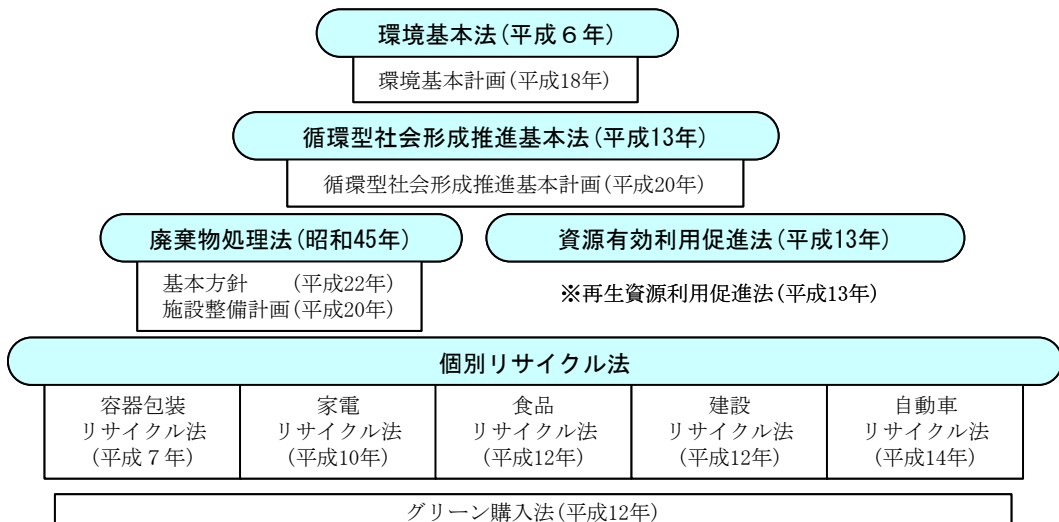 環境基本法(平成６年)
環境基本計画(平成18年)
循環型社会形成推進基本法(平成13年)
循環型社会形成推進基本計画(平成20年)
廃棄物処理法(昭和45年)
資源有効利用促進法(平成13年)
基本方針　　(平成22年)
施設整備計画(平成20年)
※再生資源利用促進法(平成13年)
個別リサイクル法
容器包装
リサイクル法
(平成７年)
家電
リサイクル法
(平成10年)
食品
リサイクル法
(平成12年)
建設
リサイクル法
(平成12年)
自動車
リサイクル法
(平成14年)
グリーン購入法(平成12年)